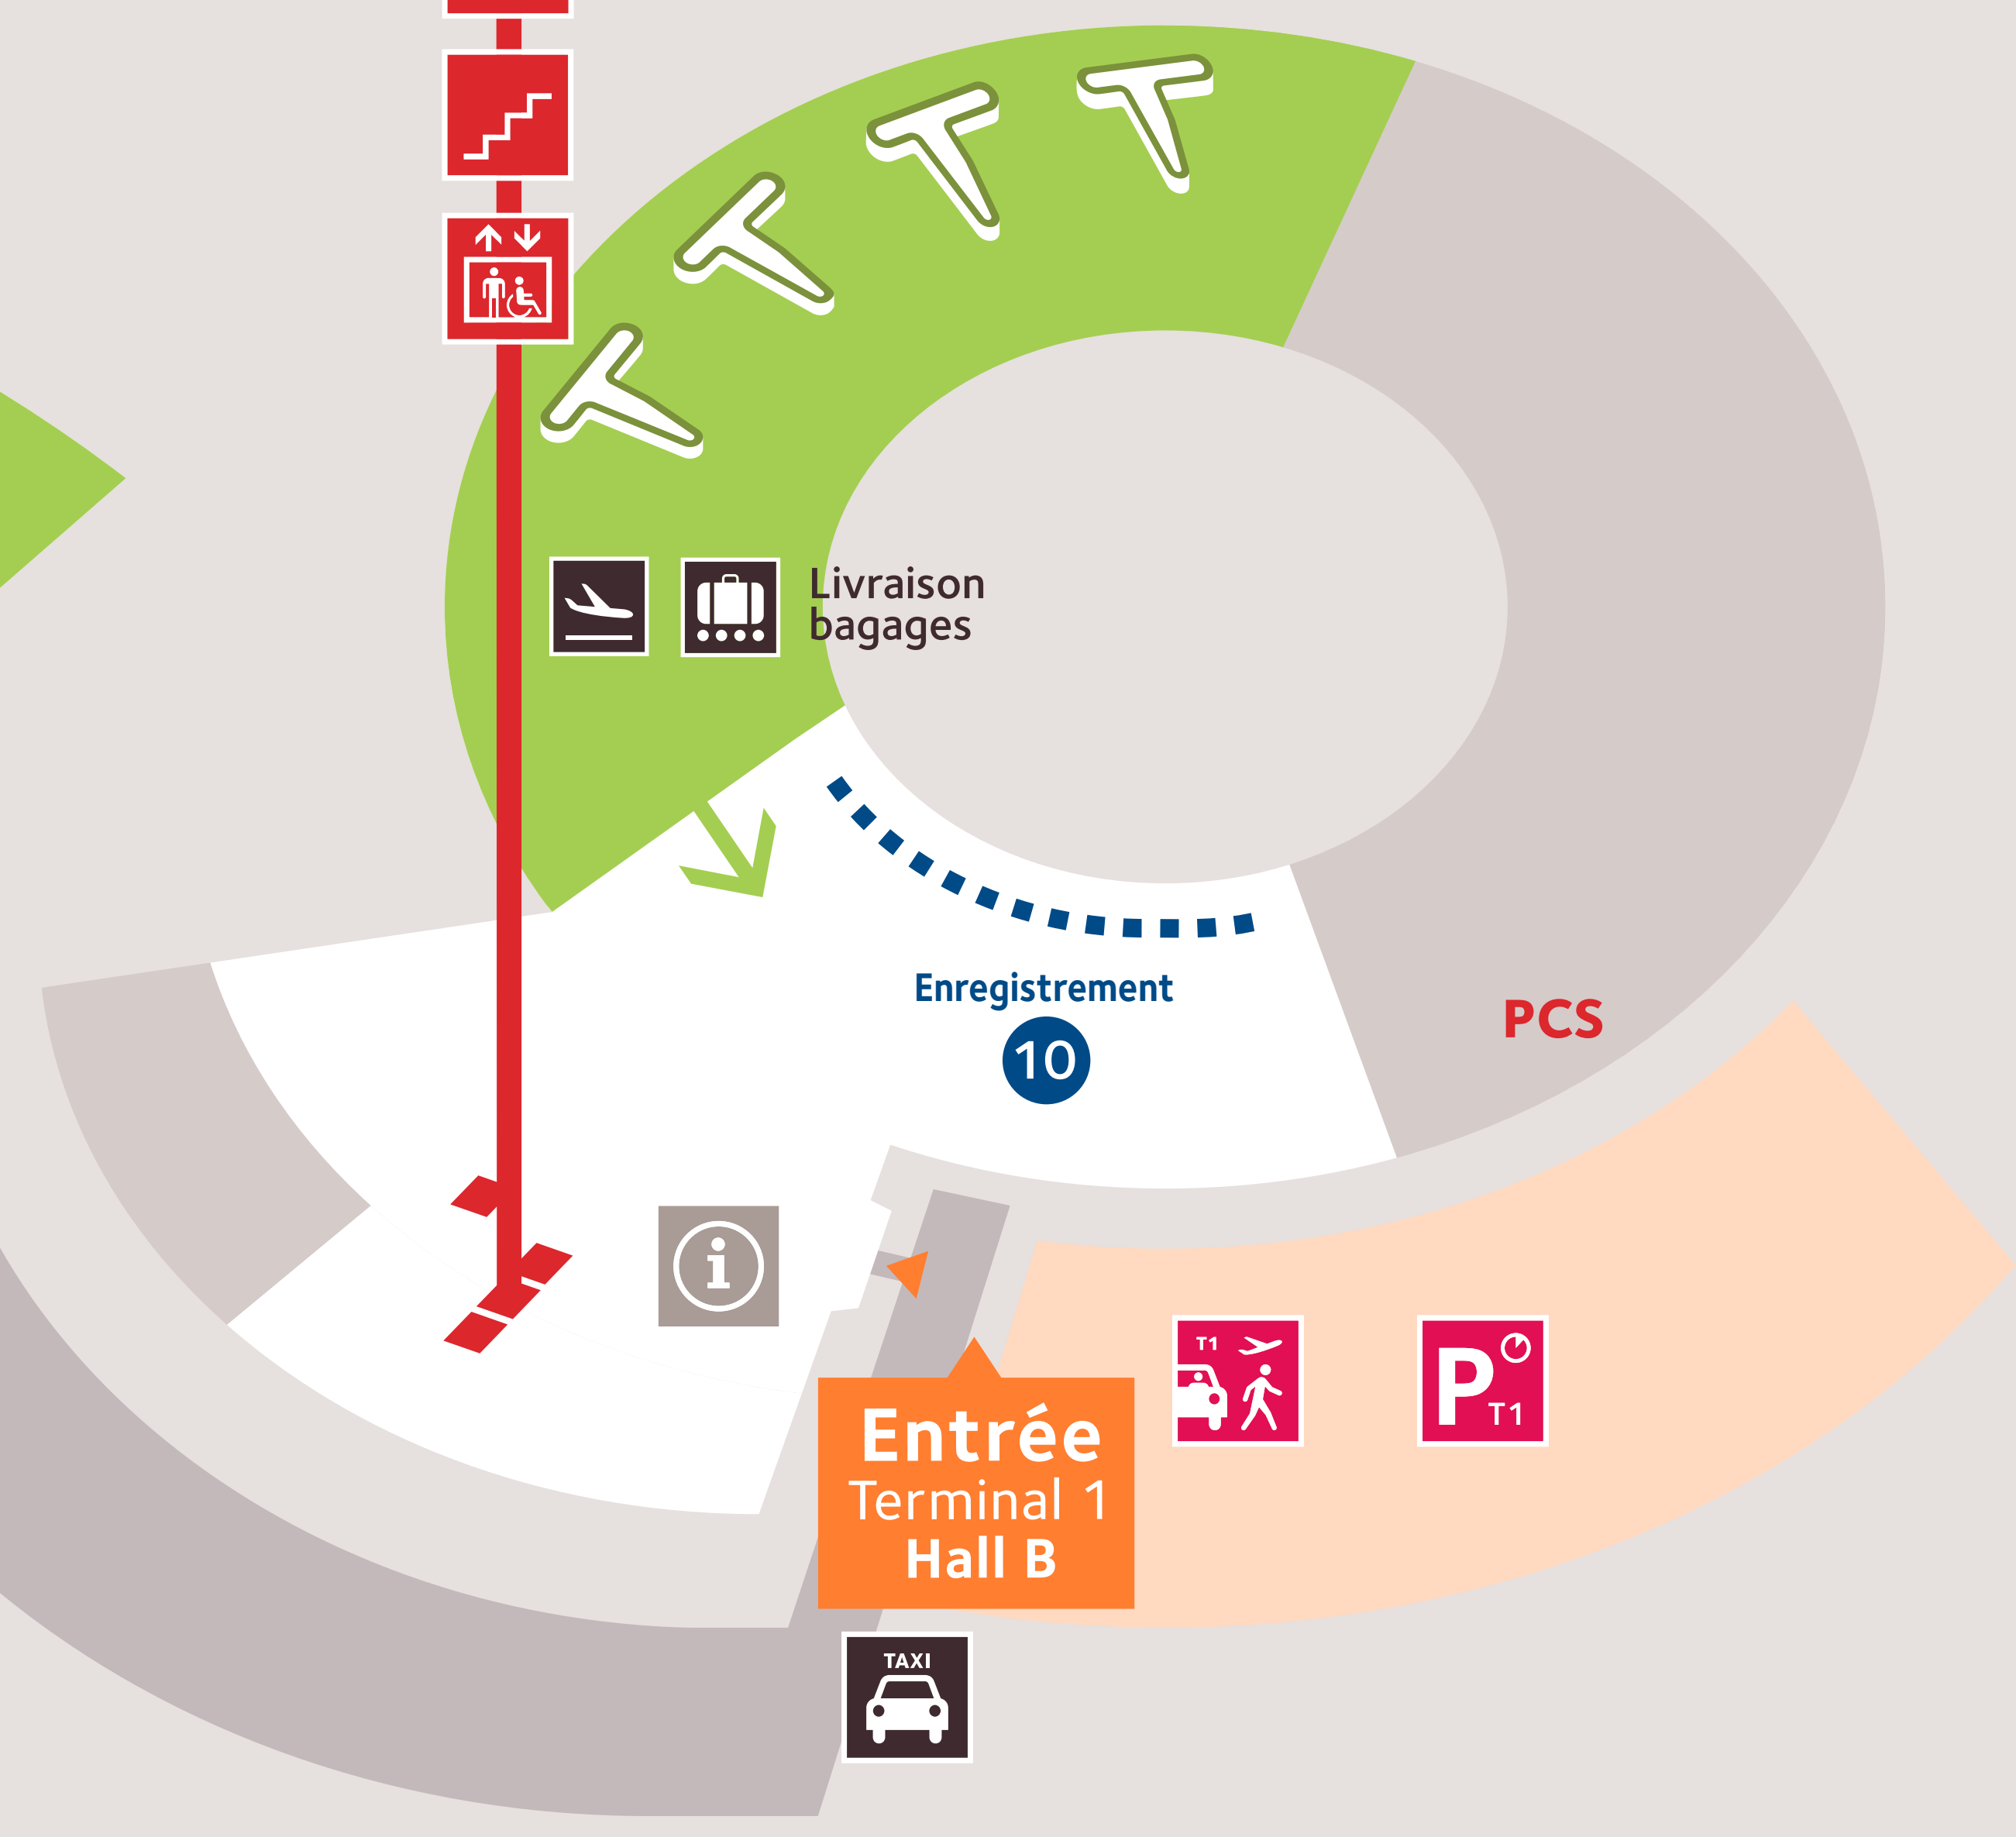 Livraison
bagages
Enregistrement
10
PCS
i
T1
P
T1
Entrée
Terminal 1
Hall B
TAXI